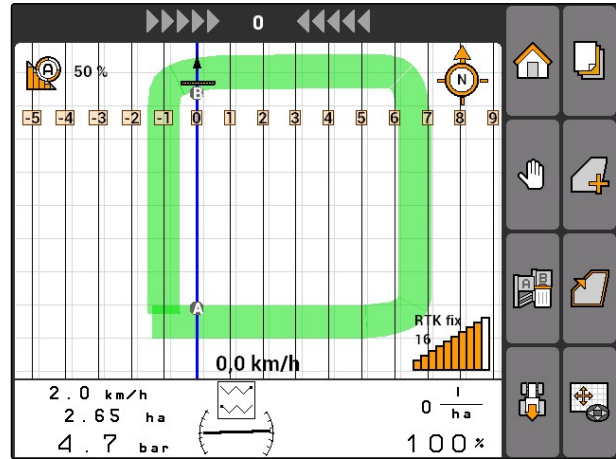 0
A 50 %
N
B
-5 -4 -3 -2 -1 0 1 2 3 4 5 6 7 8 9
A B
A
RTK fix
16
0,0 km/h
2.0 km/h
2.65 ha
4.7 bar
0 l/ha
100%